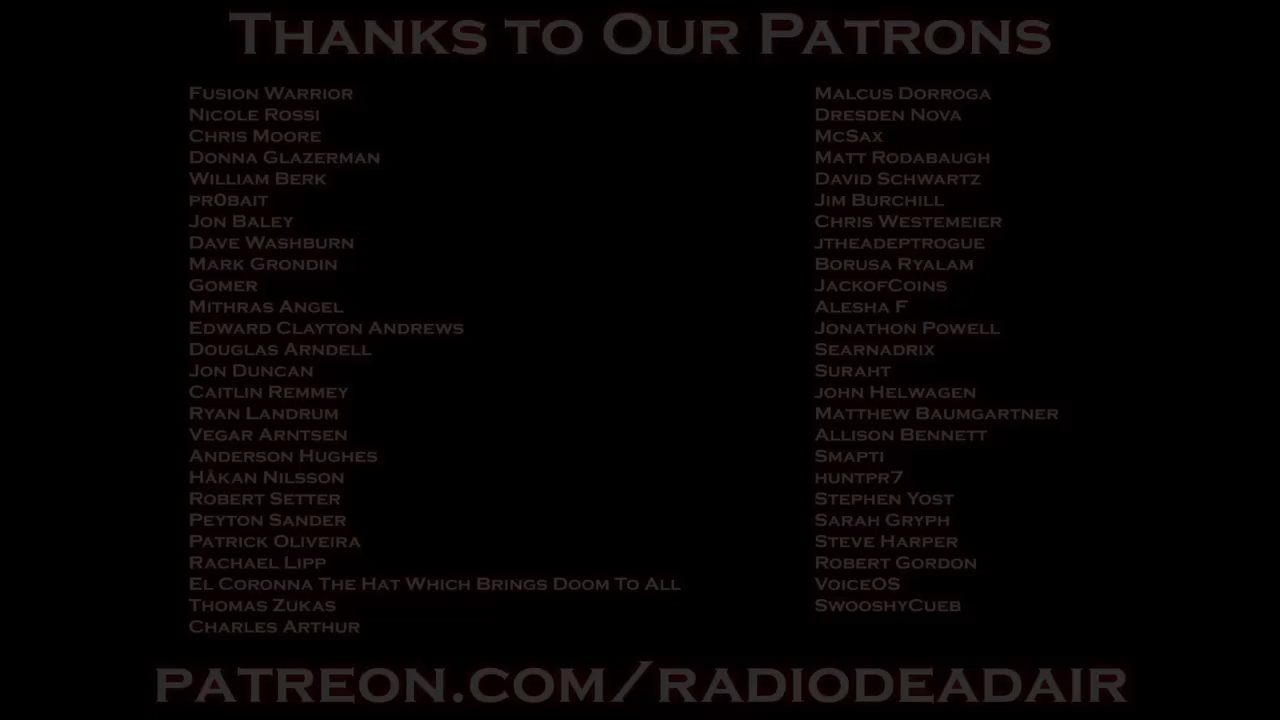 Thanks to Our Patrons
Fusion Warrior
Nicole Rossi
Chris Moore
Donna Glazerman
William Berk
pr0bait
Jon Baley
Dave Washburn
Mark Grondin
Gomer
Mithras Angel
Edward Clayton Andrews
Douglas Arndell
Jon Duncan
Caitlin Remmey
Ryan Landrum
Vegar Arntsen
Anderson Hughes
Håkan Nilsson
Robert Setter
Peyton Sander
Patrick Oliveira
Rachael Lipp
El Coronna The Hat Which Brings Doom To All
Thomas Zukas
Charles Arthur
Malcus Dorroga
Dresden Nova
McSax
Matt Rodabaugh
David Schwartz
Jim Burchill
Chris Westemeier
jtheadeptrogue
Borusa Ryalam
JackofCoins
Alesha F
Jonathon Powell
Searnadrix
Suraht
john Helwagen
Matthew Baumgartner
Allison Bennett
Smapti
huntpr7
Stephen Yost
Sarah Gryph
Steve Harper
Robert Gordon
VoiceOS
SwooshyCueb
patreon.com/radiodeadair